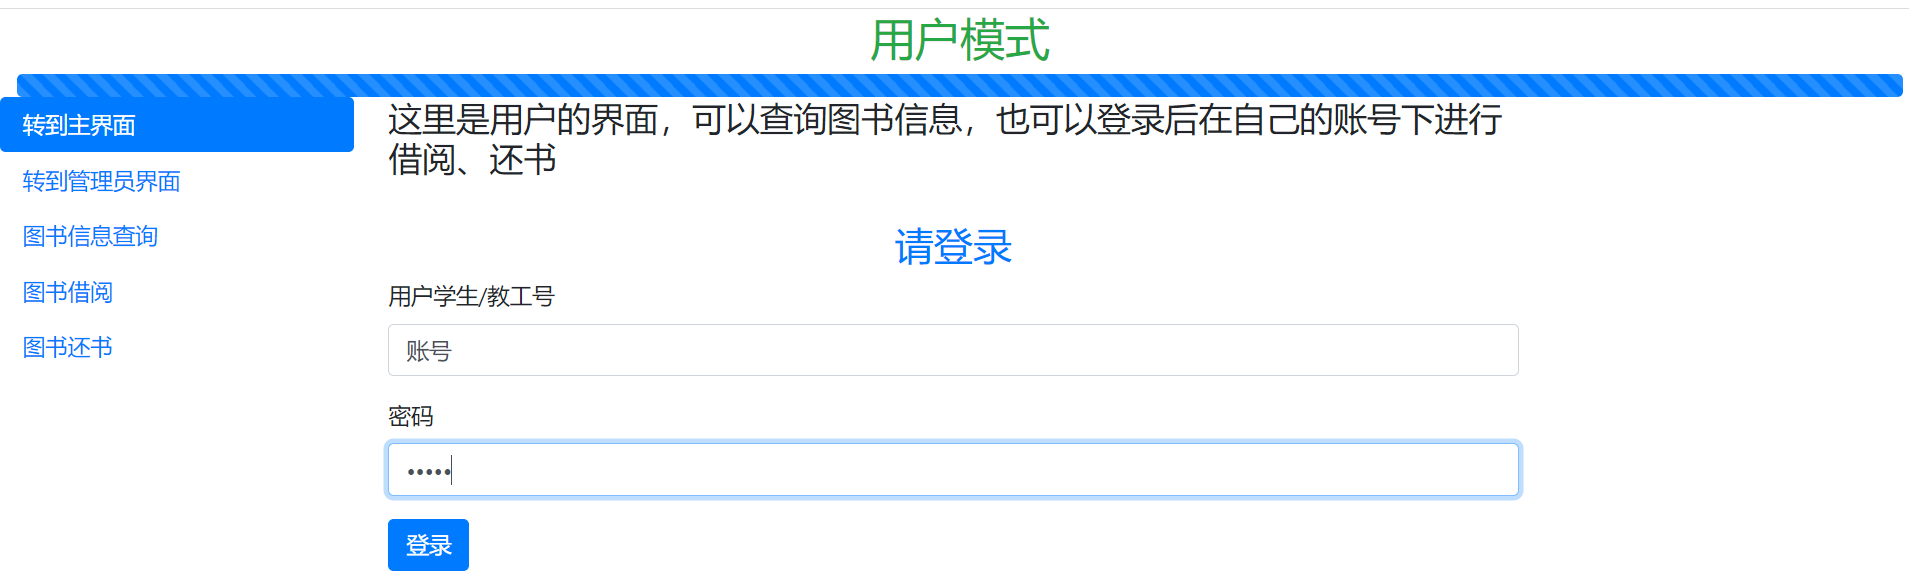 用户模式
转到主界面
转到管理员界面
图书信息查询
图书借阅
图书还书
这里是用户的界面，可以查询图书信息，也可以登录后在自己的账号下进行
借阅、还书
请登录
用户学生/教工号
账号
密码
•••••
登录